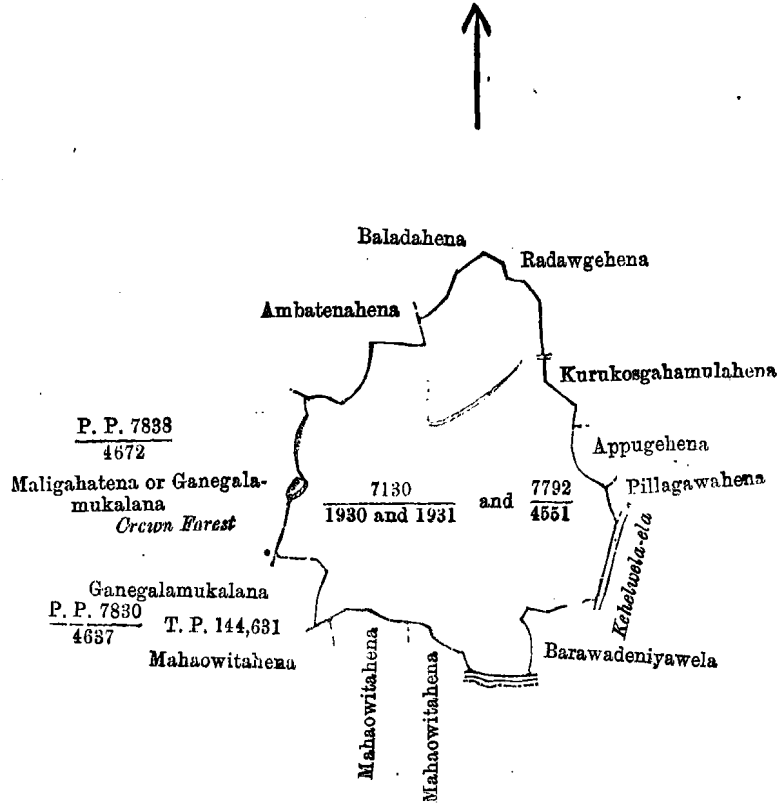 Baladahena
Radawgehena
Ambatenahena
Kurukosgahamulahena
P. P. 7838
4672
Appugehena
Maligahatena or Ganegala-
mukalana
Crown Forest
7130
1930 and 1931
and
7792
4551
Pillagawahena
Kehelwela-ela
Ganegalamukalana
P. P. 7830
4637
T. P. 144,631
Mahaowitahena
Barawadeniyawela
Mahaowitahena
Mahaowitahena